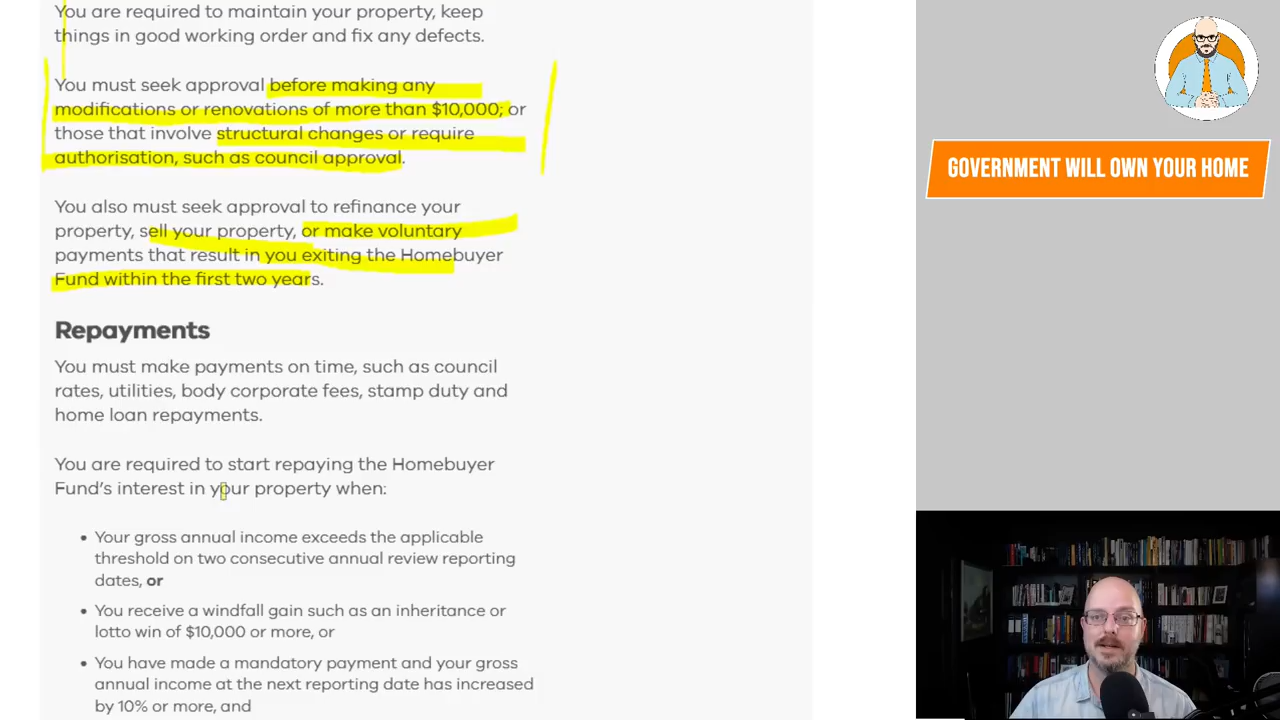 You are required to maintain your property, keep
things in good working order and fix any defects.
You must seek approval before making any
modifications or renovations of more than $10,000; or
those that involve structural changes or require
authorisation, such as council approval.
You also must seek approval to refinance your
property, sell your property, or make voluntary
payments that result in you exiting the Homebuyer
Fund within the first two years.
Repayments
You must make payments on time, such as council
rates, utilities, body corporate fees, stamp duty and
home loan repayments.
You are required to start repaying the Homebuyer
Fund's interest in your property when:
• Your gross annual income exceeds the applicable
threshold on two consecutive annual review reporting
dates, or
• You receive a windfall gain such as an inheritance or
lotto win of $10,000 or more, or
• You have made a mandatory payment and your gross
annual income at the next reporting date has increased
by 10% or more, and
GOVERNMENT WILL OWN YOUR HOME